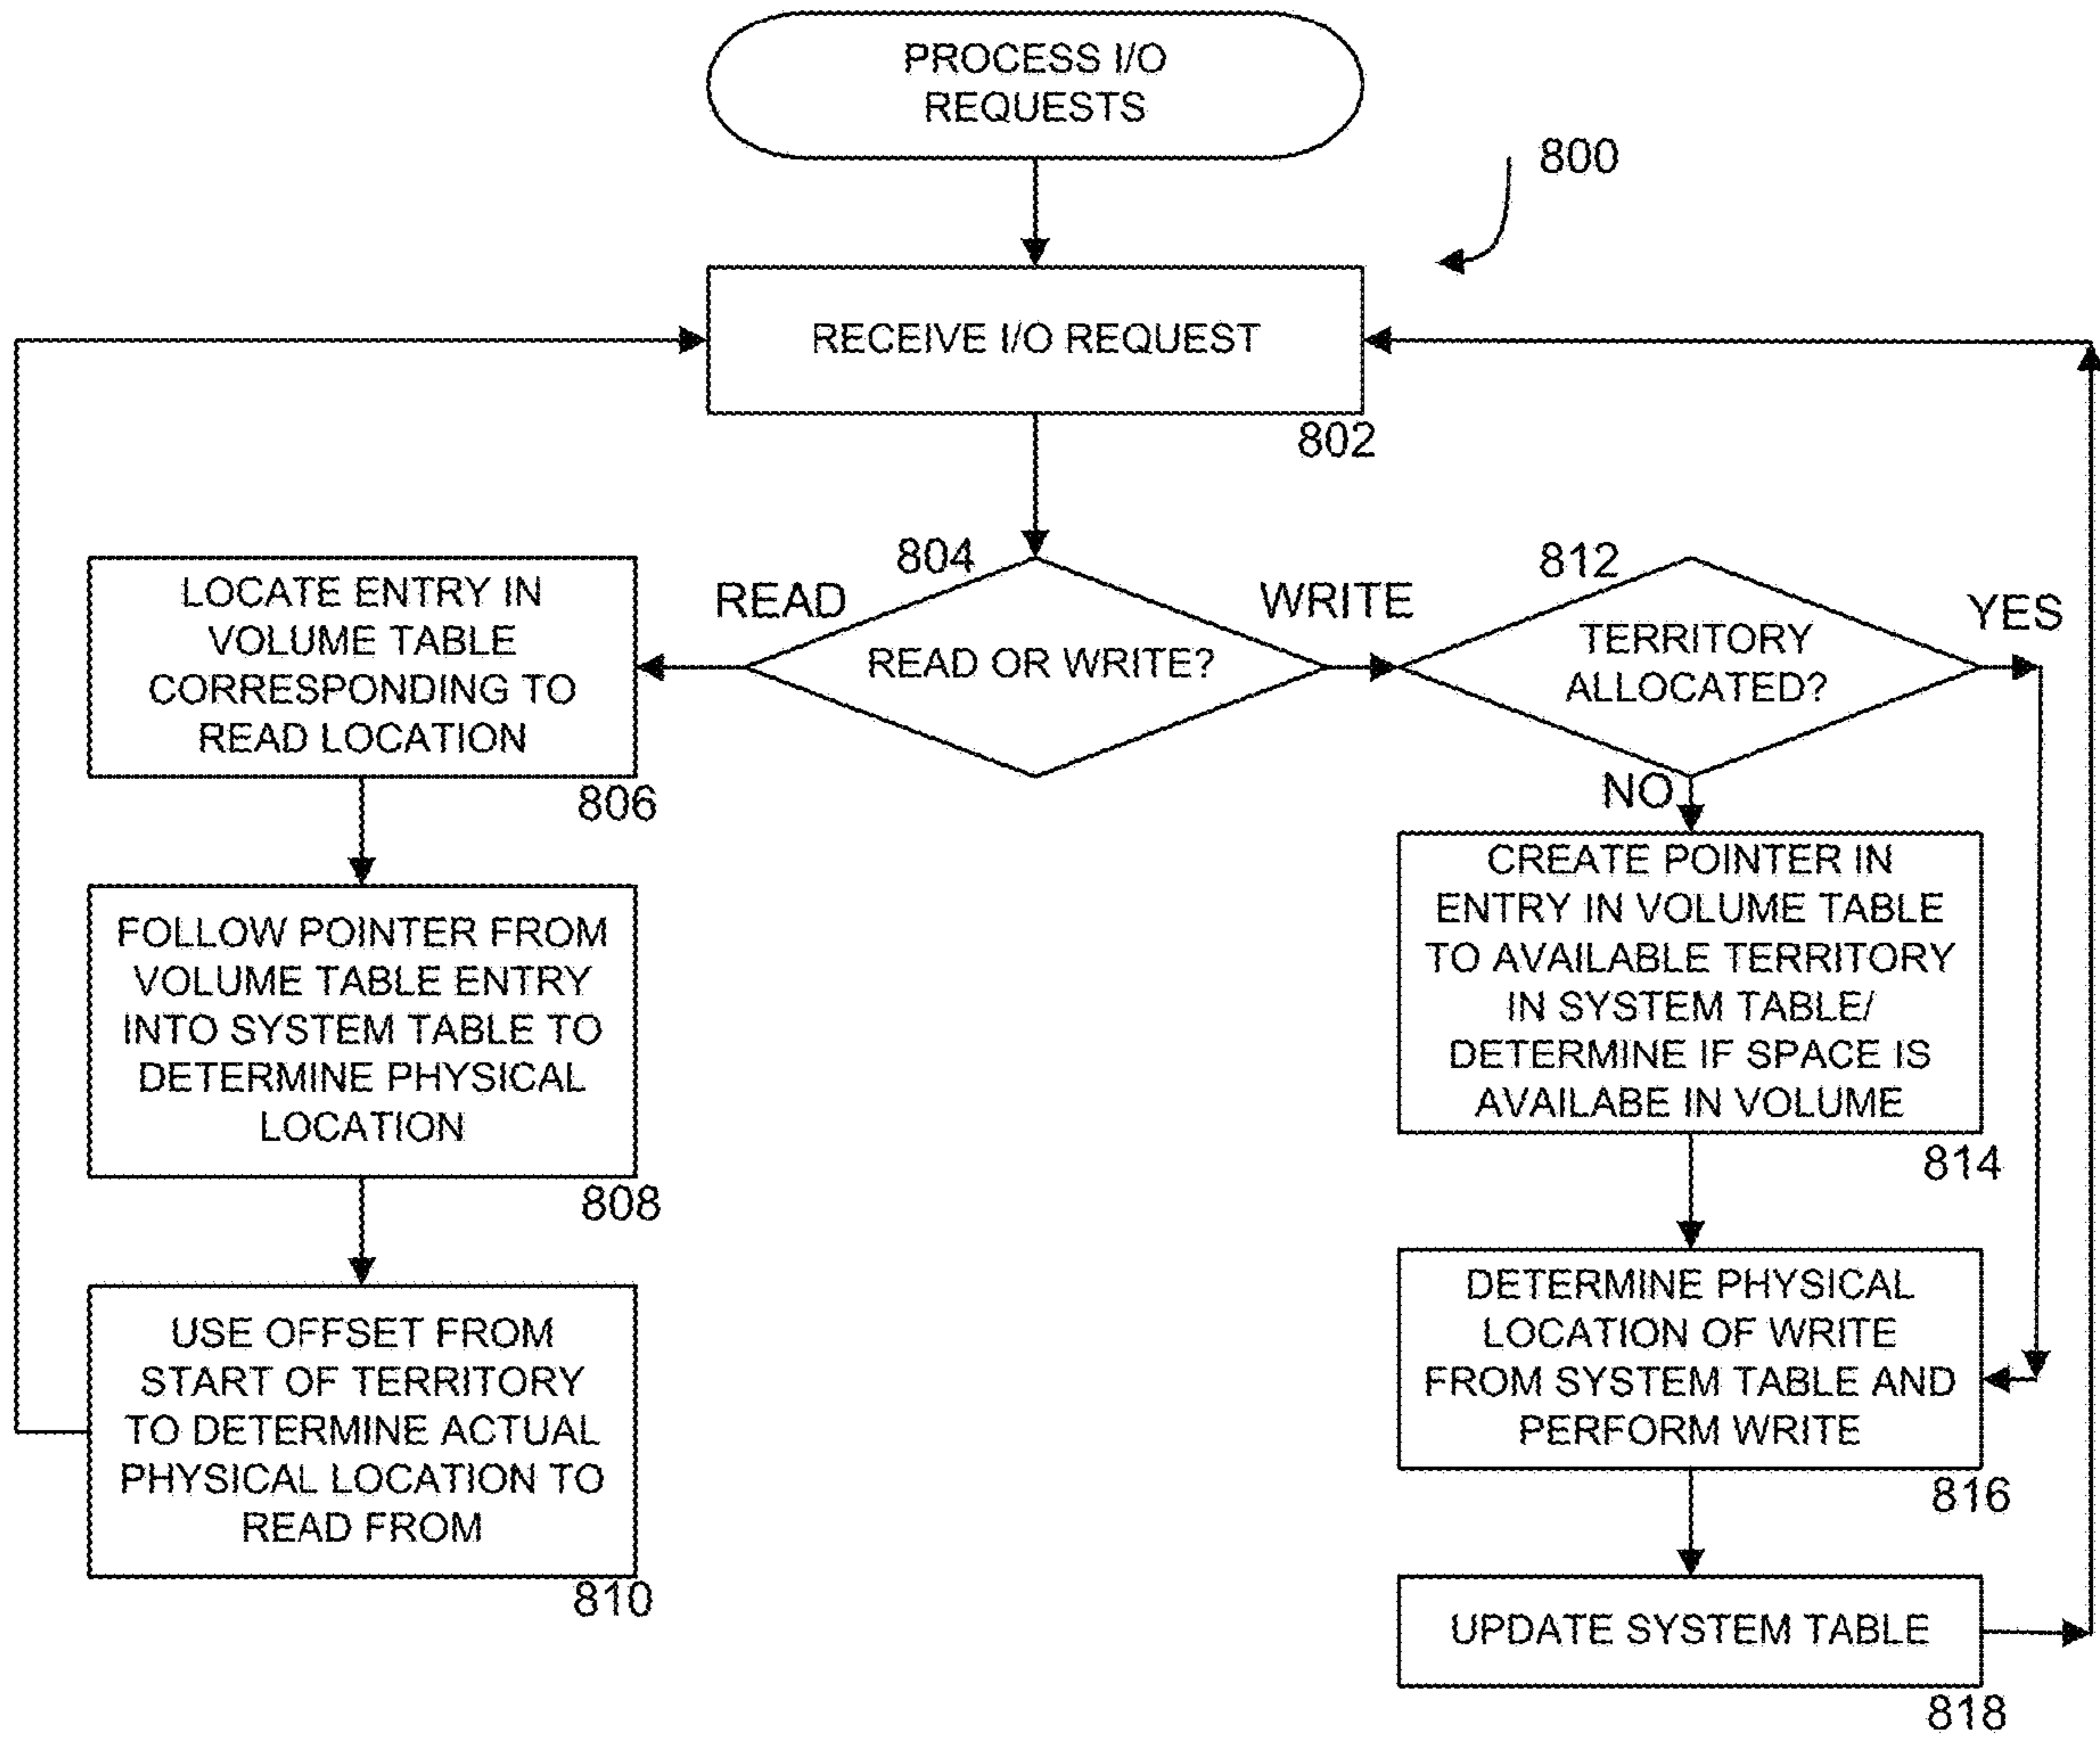 PROCESS I/O
REQUESTS
800
RECEIVE I/O REQUEST
802
804
READ
READ OR WRITE?
WRITE
812
TERRITORY
ALLOCATED?
YES
NO
LOCATE ENTRY IN
VOLUME TABLE
CORRESPONDING TO
READ LOCATION
806
FOLLOW POINTER FROM
VOLUME TABLE ENTRY
INTO SYSTEM TABLE TO
DETERMINE PHYSICAL
LOCATION
808
USE OFFSET FROM
START OF TERRITORY
TO DETERMINE ACTUAL
PHYSICAL LOCATION TO
READ FROM
810
CREATE POINTER IN
ENTRY IN VOLUME TABLE
TO AVAILABLE TERRITORY
IN SYSTEM TABLE/
DETERMINE IF SPACE IS
AVAILABE IN VOLUME
814
DETERMINE PHYSICAL
LOCATION OF WRITE
FROM SYSTEM TABLE AND
PERFORM WRITE
816
UPDATE SYSTEM TABLE
818